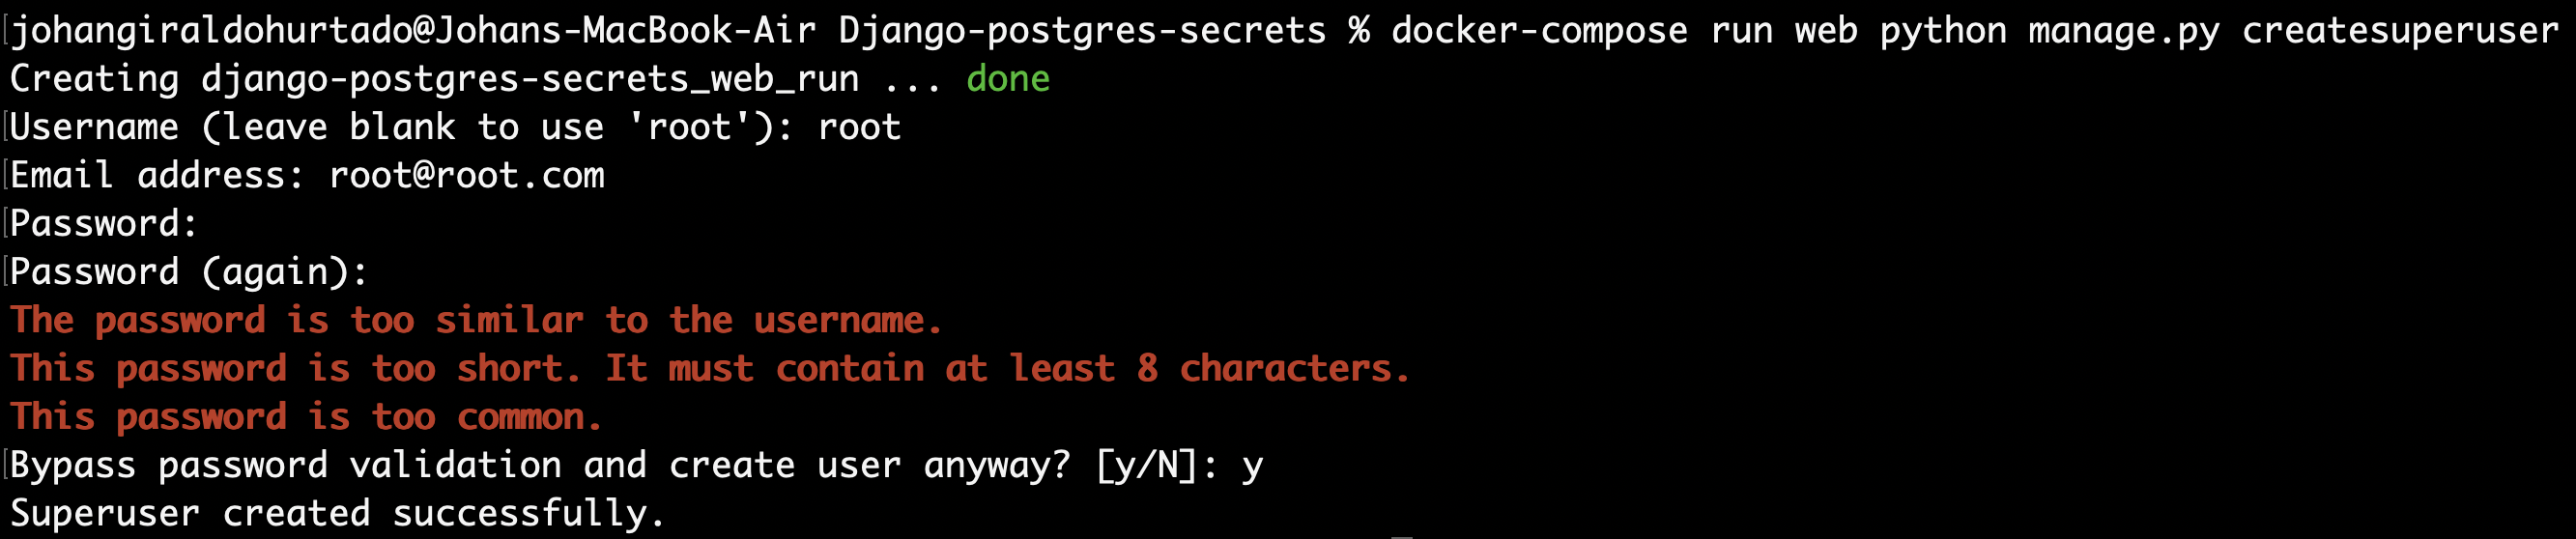 johangiraldohurtado@Johans-MacBook-Air Django-postgres-secrets % docker-compose run web python manage.py createsuperuser
Creating django-postgres-secrets_web_run ... done
Username (leave blank to use 'root'): root
Email address: root@root.com
Password:
Password (again):
The password is too similar to the username.
This password is too short. It must contain at least 8 characters.
This password is too common.
Bypass password validation and create user anyway? [y/N]: y
Superuser created successfully.